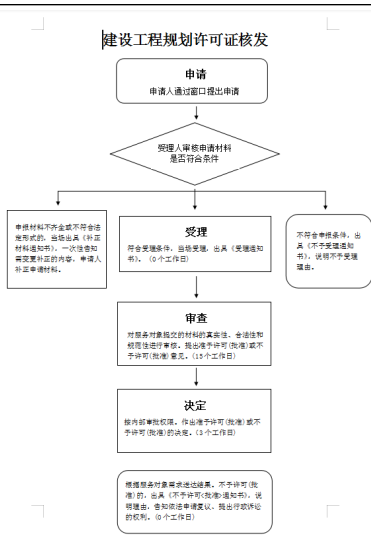 建设工程规划许可证核发
申请
申请人通过窗口提出申请
受理人审核申请材料
是否符合条件
申报材料不齐全或不符合法
定形式的，当场出具《补正
材料通知书》，一次性告知
需变更补正的内容，申请人
补正申请材料。
受理
符合受理条件，当场受理，出具《受理通知
书》。（0个工作日）
不符合申报条件，出
具《不予受理通知
书》，说明不予受理
理由。
审查
对服务对象提交的材料的真实性、合法性和
规范性进行审核。提出准予许可(批准)或不
予许可(批准)意见。（15个工作日）
决定
按内部审批权限。作出准予许可(批准)或不
予许可(批准)的决定。（3个工作日）
根据服务对象需求送达结果。不予许可(批
准)的，出具《不予许可<批准>通知书》，说
明理由，告知依法申请复议、提出行政诉讼
的权利。（0个工作日）